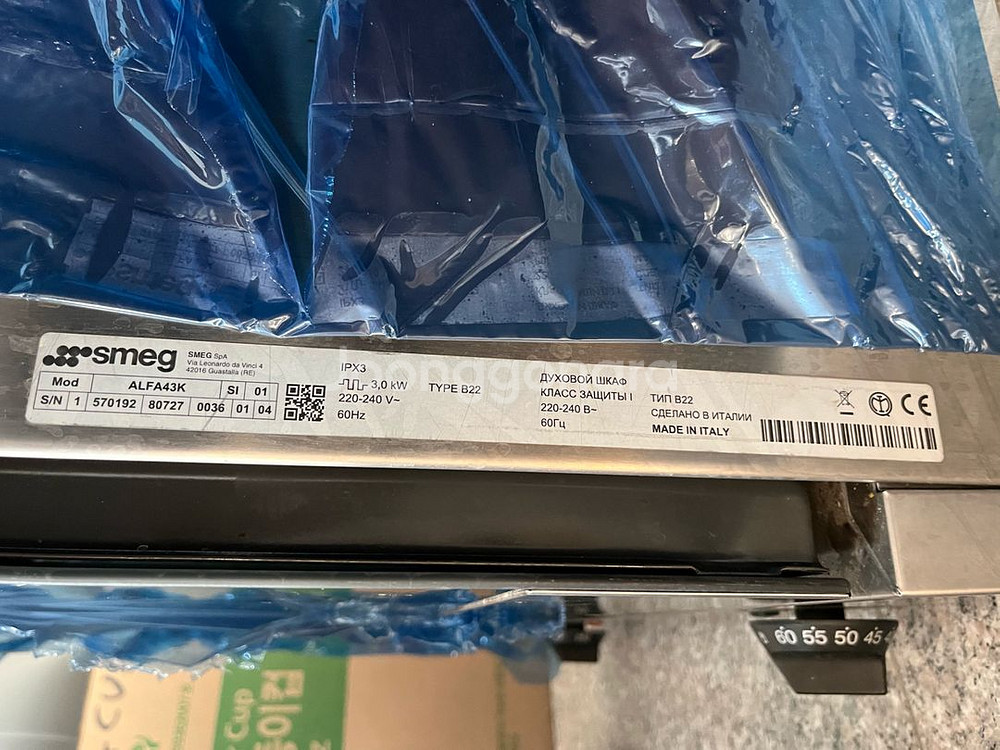 smeg
SMEG SpA
Via Leonardo da Vinci 4
42016 Guastalla (RE)
Mod ALFA43K SI 01
S/N 1 570192 80727 0036 01 04
IPX3
3,0 kW
220-240 V~
60Hz
TYPE B22
ДУХОВОЙ ШКАФ
КЛАСС ЗАЩИТЫ I
220-240 В~
60Гц
ТИП B22
СДЕЛАНО В ИТАЛИИ
MADE IN ITALY
CE
60 55 50 45
Cup